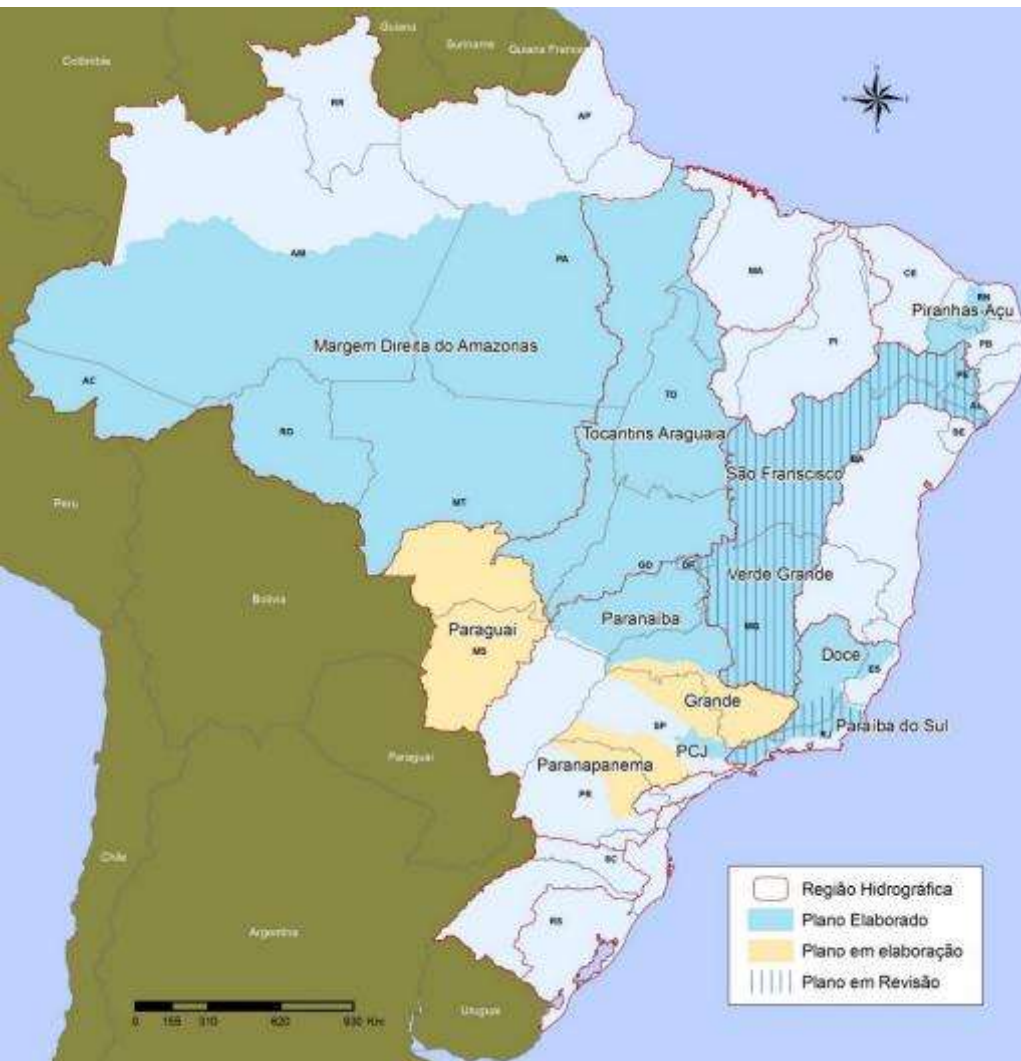 Guiana
Suriname
Guiana France
Colômbia
RR
AP
N
AM
PA
MA
CE
RN
Piranhas-Açu
PB
PI
Margem Direita do Amazonas
PE
AC
TO
AL
SE
RO
Tocantins Araguaia
BA
São Franscisco
Peru
MT
GO
DF
Verde Grande
Bolívia
Paranaíba
MG
Paraguai
MS
Doce
ES
Grande
SP
RJ
Paraíba do Sul
PCJ
Paraguai
Paranapanema
PR
Chile
SC
RS
Argentina
Uruguai
Região Hidrográfica
Plano Elaborado
Plano em elaboração
Plano em Revisão
0 155 310 620 930 Km